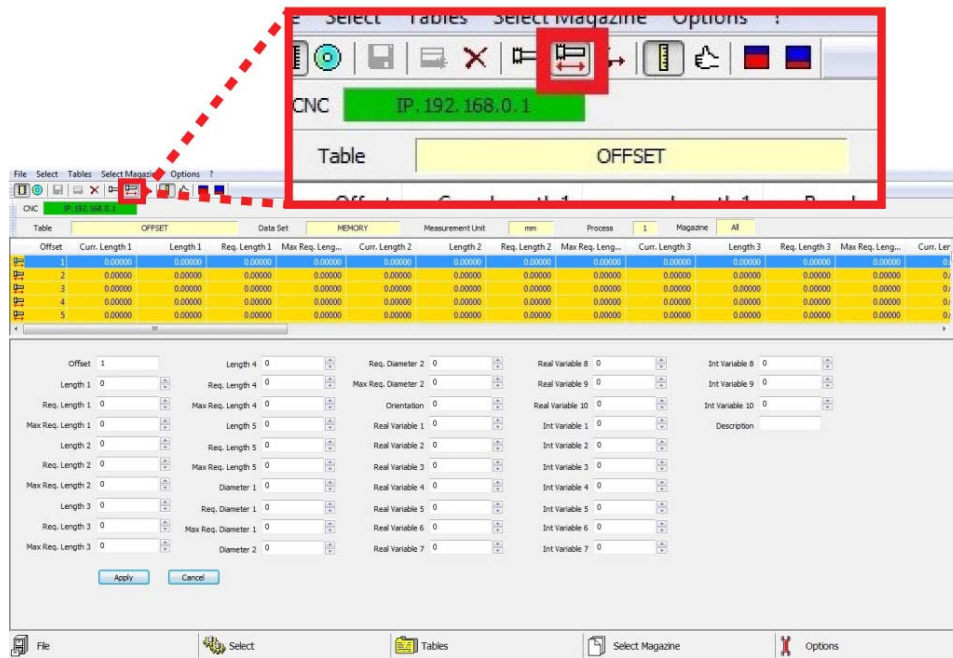 e Select Tables Select Magazine Options ?
CNC IP.192.168.0.1
Table OFFSET
File Select Tables Select Magazine Options ?
CNC IP.192.168.0.1
Table OFFSET Data Set MEMORY Measurement Unit mm Process 1 Magazine All
Offset Curr. Length 1 Length 1 Req. Length 1 Max Req. Leng... Curr. Length 2 Length 2 Req. Length 2 Max Req. Leng... Curr. Length 3 Length 3 Req. Length 3 Max Req. Leng... Curr. Ler
1 0.00000 0.00000 0.00000 0.00000 0.00000 0.00000 0.00000 0.00000 0.00000 0.00000 0.00000 0.00000 0.
2 0.00000 0.00000 0.00000 0.00000 0.00000 0.00000 0.00000 0.00000 0.00000 0.00000 0.00000 0.00000 0.
3 0.00000 0.00000 0.00000 0.00000 0.00000 0.00000 0.00000 0.00000 0.00000 0.00000 0.00000 0.00000 0.
4 0.00000 0.00000 0.00000 0.00000 0.00000 0.00000 0.00000 0.00000 0.00000 0.00000 0.00000 0.00000 0.
5 0.00000 0.00000 0.00000 0.00000 0.00000 0.00000 0.00000 0.00000 0.00000 0.00000 0.00000 0.00000 0.
Offset 1 Length 4 0 Req. Diameter 2 0 Real Variable 8 0 Int Variable 8 0
Length 1 0 Req. Length 4 0 Max Req. Diameter 2 0 Real Variable 9 0 Int Variable 9 0
Req. Length 1 0 Max Req. Length 4 0 Orientation 0 Real Variable 10 0 Int Variable 10 0
Max Req. Length 1 0 Length 5 0 Real Variable 1 0 Int Variable 1 0 Description
Length 2 0 Req. Length 5 0 Real Variable 2 0 Int Variable 2 0
Req. Length 2 0 Max Req. Length 5 0 Real Variable 3 0 Int Variable 3 0
Max Req. Length 2 0 Diameter 1 0 Real Variable 4 0 Int Variable 4 0
Length 3 0 Req. Diameter 1 0 Real Variable 5 0 Int Variable 5 0
Req. Length 3 0 Max Req. Diameter 1 0 Real Variable 6 0 Int Variable 6 0
Max Req. Length 3 0 Diameter 2 0 Real Variable 7 0 Int Variable 7 0
Apply Cancel
File Select Tables Select Magazine Options